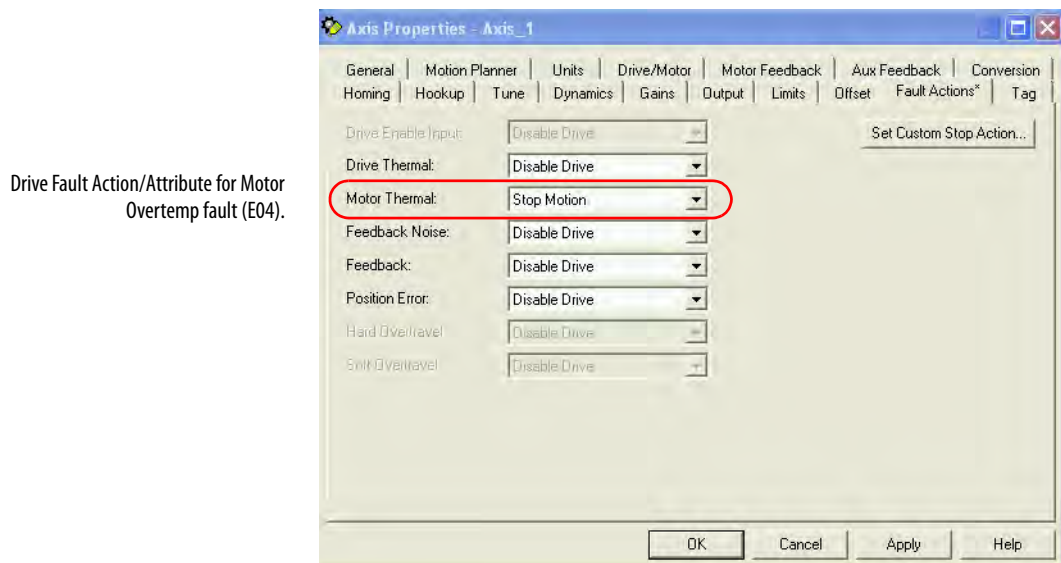 Axis Properties - Axis_1
General Motion Planner Units Drive/Motor Motor Feedback Aux Feedback Conversion
Homing Hookup Tune Dynamics Gains Output Limits Offset Fault Actions* Tag
Drive Enable Input: Disable Drive Set Custom Stop Action...
Drive Thermal: Disable Drive
Drive Fault Action/Attribute for Motor
Overtemp fault (E04).
Motor Thermal: Stop Motion
Feedback Noise: Disable Drive
Feedback: Disable Drive
Position Error: Disable Drive
Hard Overtravel Disable Drive
Soft Overtravel Disable Drive
OK Cancel Apply Help